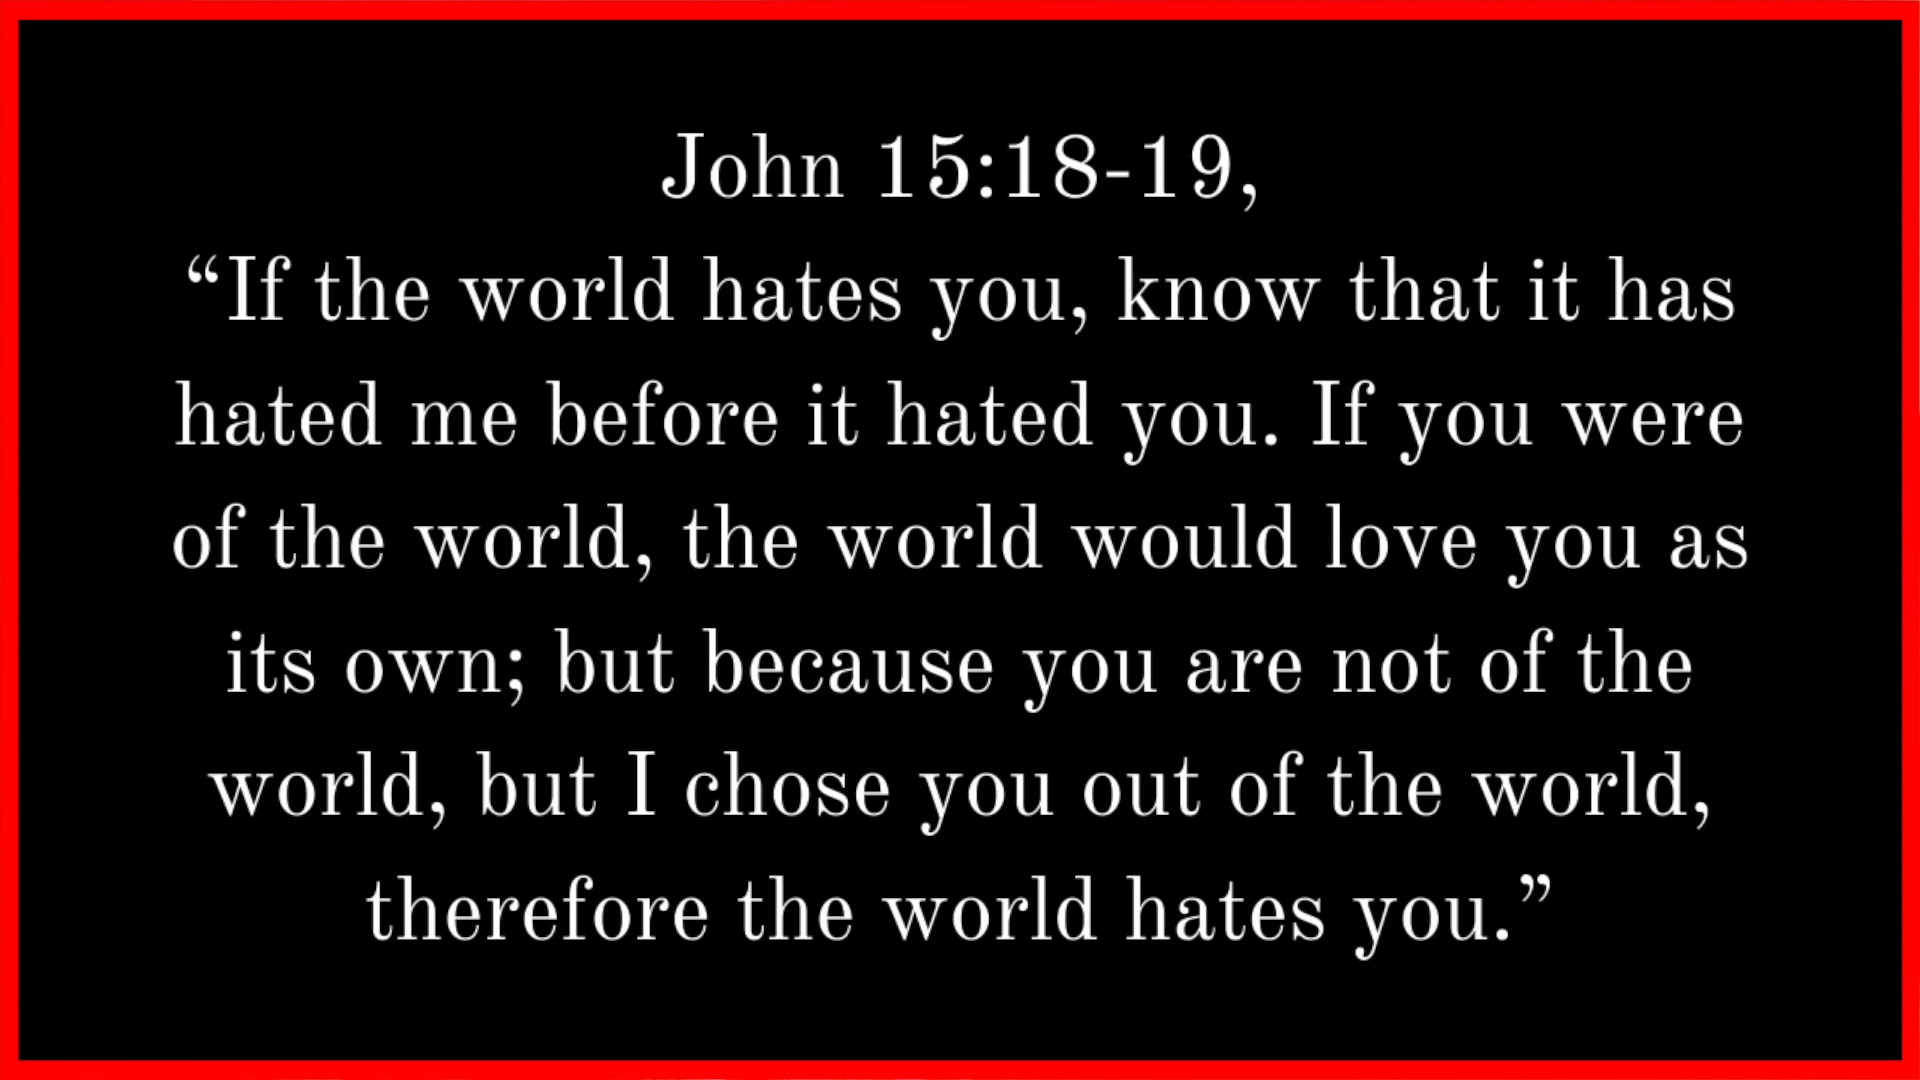 John 15:18-19,
“If the world hates you, know that it has
hated me before it hated you. If you were
of the world, the world would love you as
its own; but because you are not of the
world, but I chose you out of the world,
therefore the world hates you.”